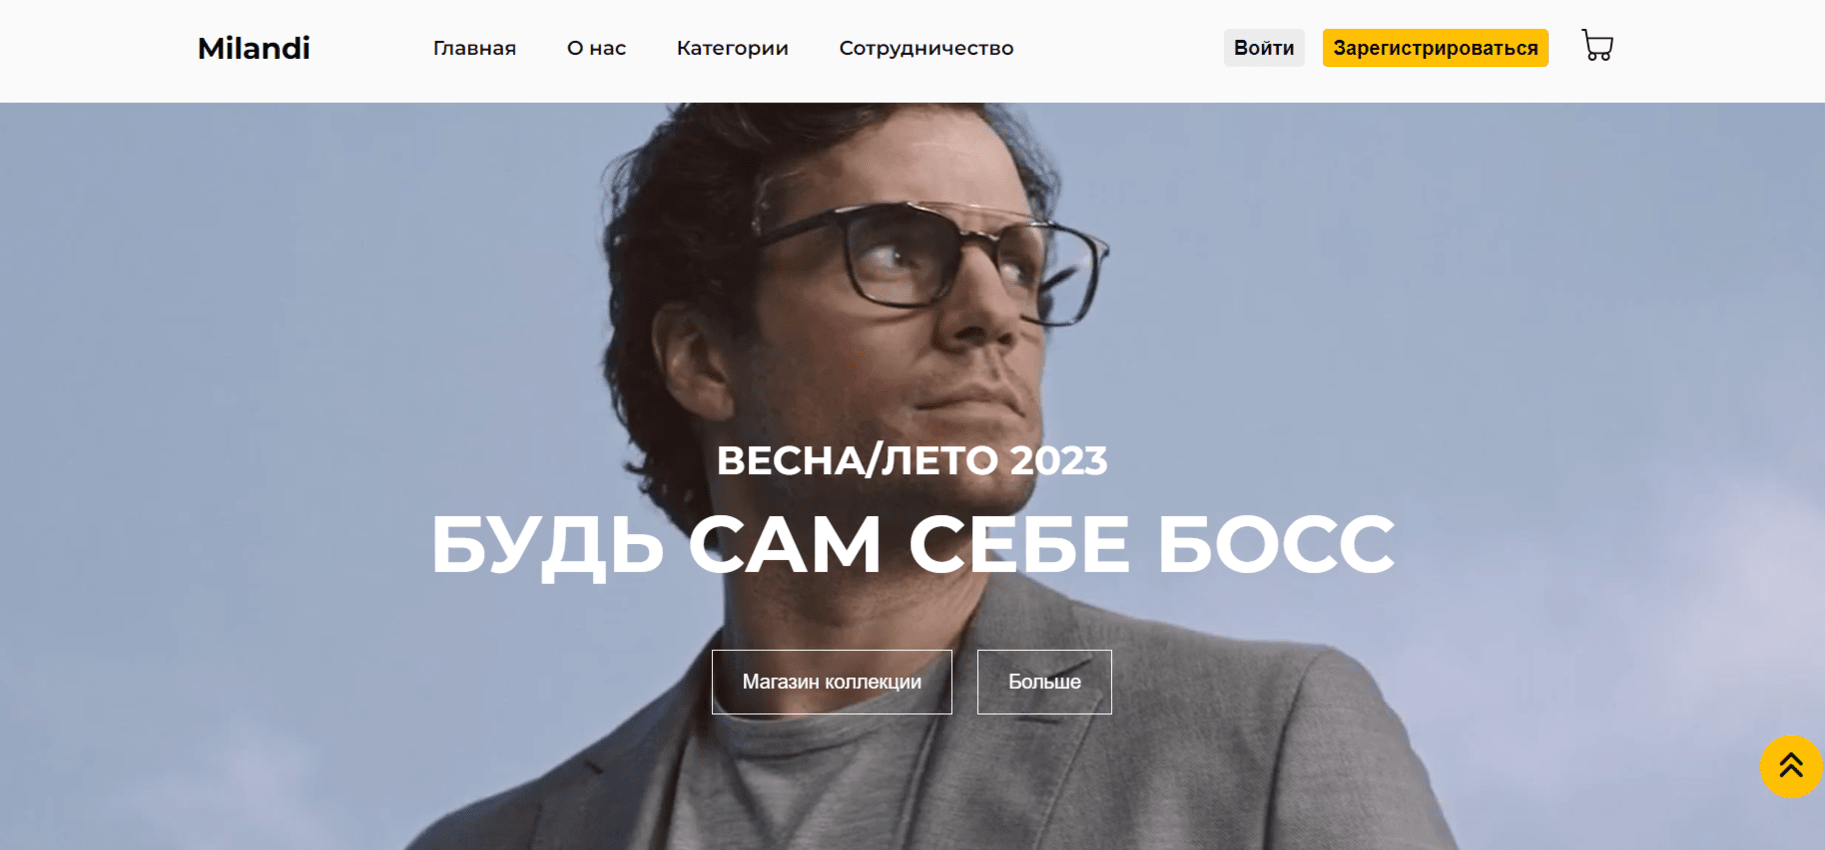 Milandi
Главная
О нас
Категории
Сотрудничество
Войти
Зарегистрироваться
ВЕСНА/ЛЕТО 2023
БУДЬ САМ СЕБЕ БОСС
Магазин коллекции
Больше